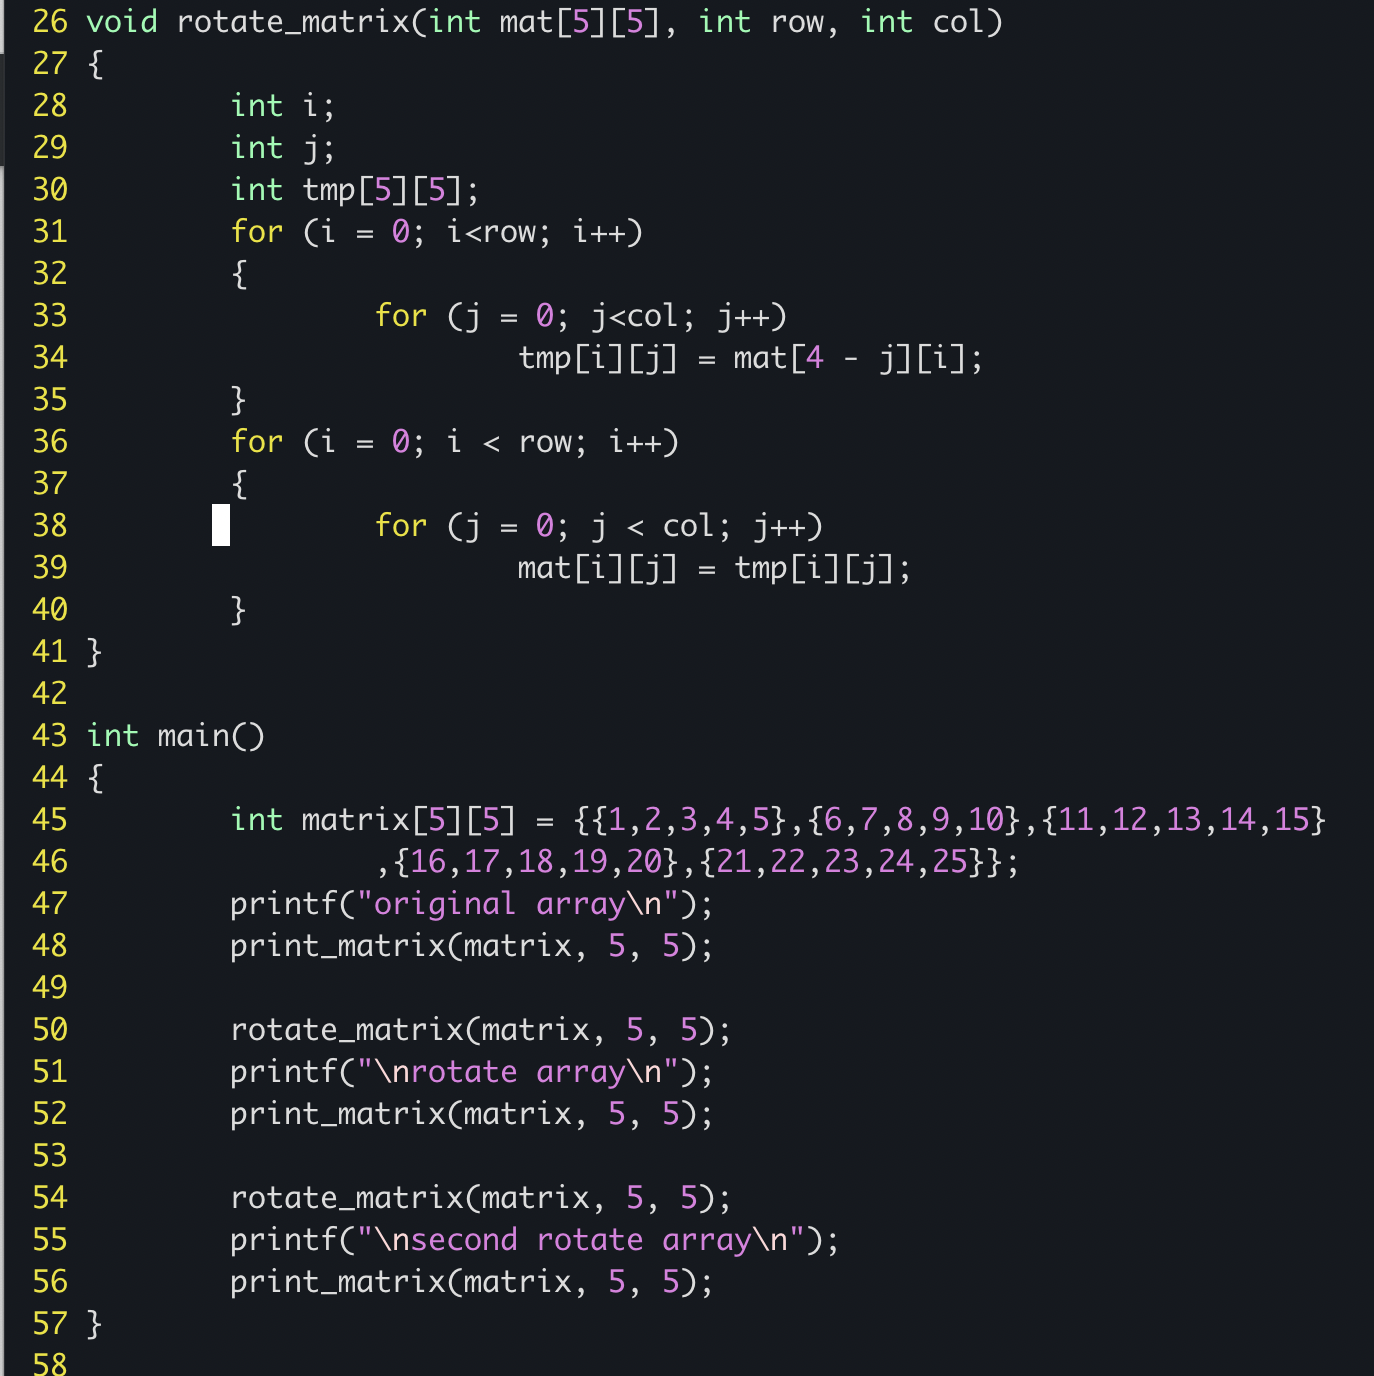 26 void rotate_matrix(int mat[5][5], int row, int col)
27 {
28         int i;
29         int j;
30         int tmp[5][5];
31         for (i = 0; i<row; i++)
32         {
33                 for (j = 0; j<col; j++)
34                         tmp[i][j] = mat[4 - j][i];
35         }
36         for (i = 0; i < row; i++)
37         {
38                 for (j = 0; j < col; j++)
39                         mat[i][j] = tmp[i][j];
40         }
41 }
42
43 int main()
44 {
45         int matrix[5][5] = {{1,2,3,4,5},{6,7,8,9,10},{11,12,13,14,15}
46                 ,{16,17,18,19,20},{21,22,23,24,25}};
47         printf("original array\n");
48         print_matrix(matrix, 5, 5);
49
50         rotate_matrix(matrix, 5, 5);
51         printf("\nrotate array\n");
52         print_matrix(matrix, 5, 5);
53
54         rotate_matrix(matrix, 5, 5);
55         printf("\nsecond rotate array\n");
56         print_matrix(matrix, 5, 5);
57 }
58